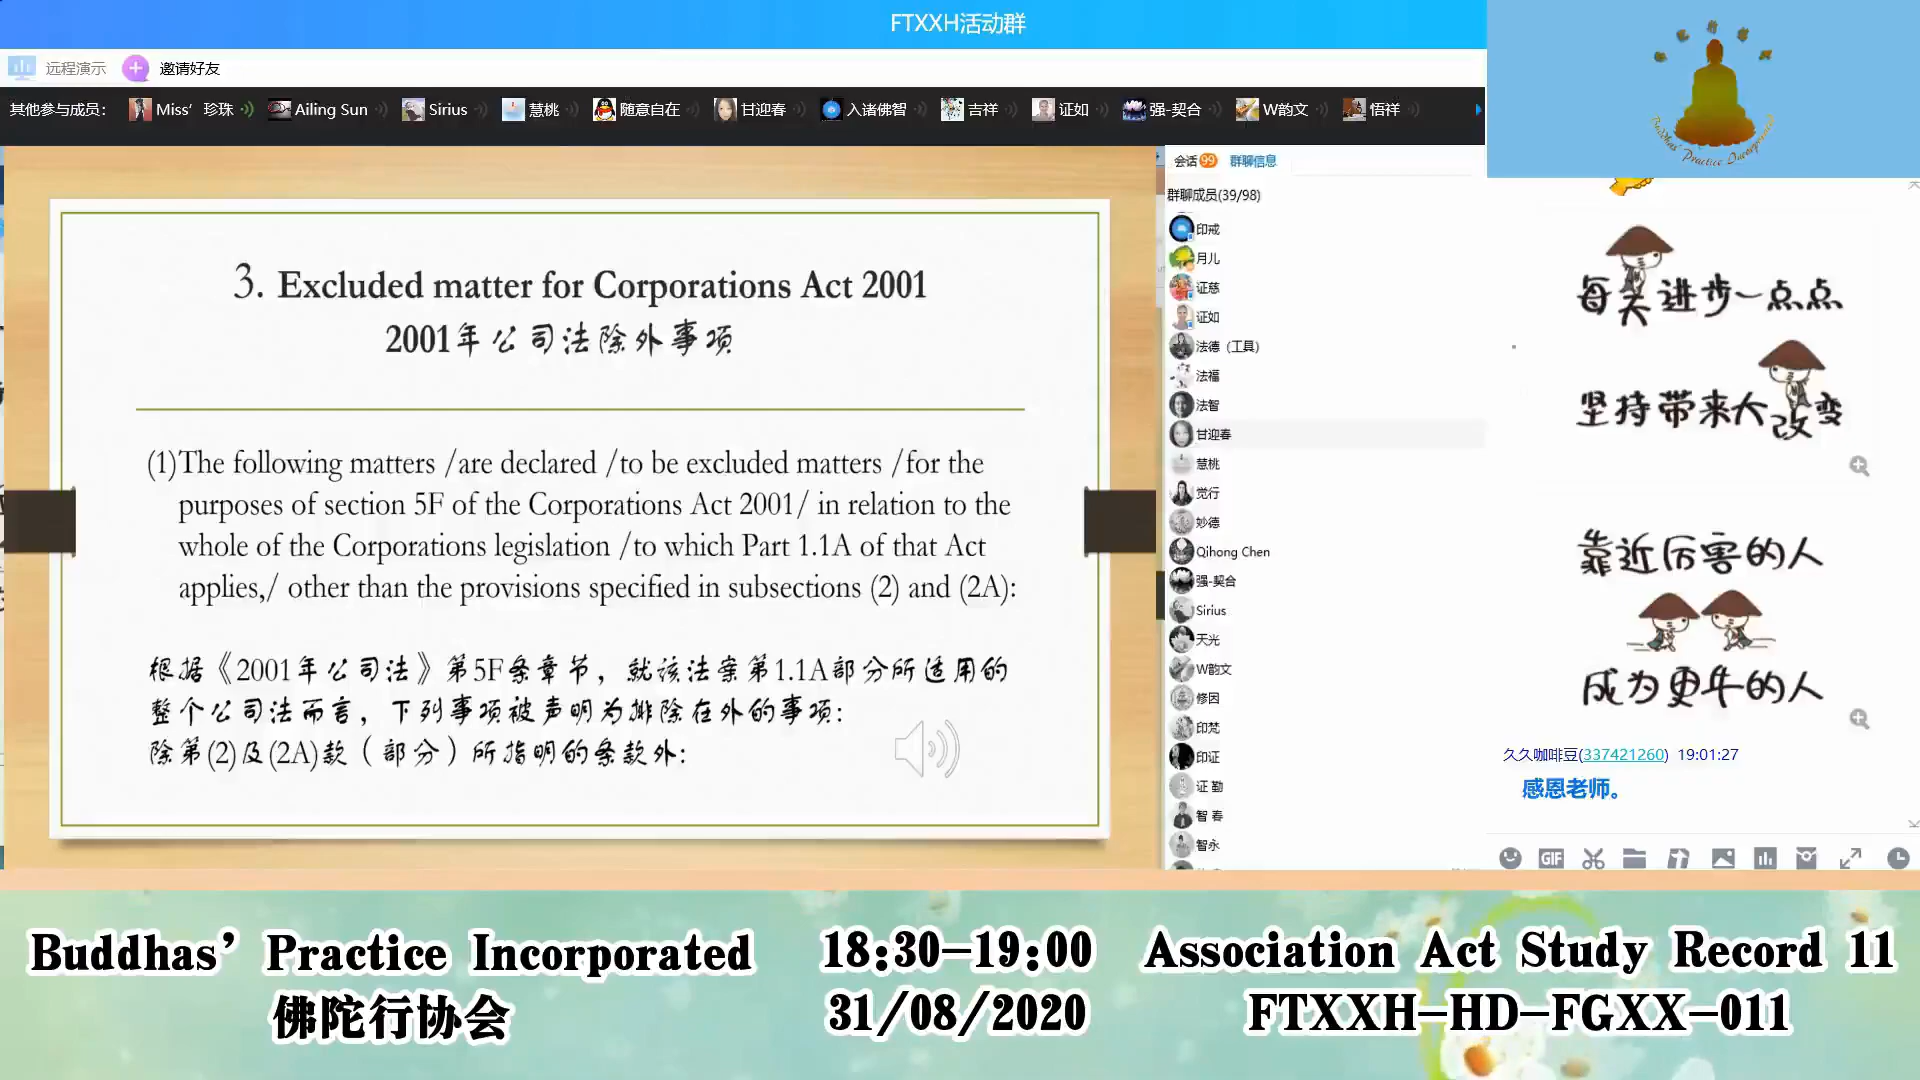 FTXXH活动群
远程演示 邀请好友
其他参与成员： Miss’ 珍珠 Ailing Sun Sirius 慧桃 随意自在 甘迎春 入诸佛智 吉祥 证如 强-契合 W韵文 悟祥
Buddhas' Practice Incorporated
3. Excluded matter for Corporations Act 2001
2001年公司法除外事项
(1)The following matters /are declared /to be excluded matters /for the
purposes of section 5F of the Corporations Act 2001/ in relation to the
whole of the Corporations legislation /to which Part 1.1A of that Act
applies,/ other than the provisions specified in subsections (2) and (2A):
根据《2001年公司法》第5F条章节，就该法案第1.1A部分所适用的
整个公司法而言，下列事项被声明为排除在外的事项：
除第(2)及(2A)款（部分）所指明的条款外：
会话 99 群聊信息
群聊成员(39/98)
印戒
月儿
证慈
证如
法德（工具）
法福
法智
甘迎春
慧桃
觉行
妙德
Qihong Chen
强-契合
Sirius
天光
W韵文
修因
印梵
印证
证 勤
智 春
智永
每天进步一点点
坚持带来大改变
靠近厉害的人
成为更牛的人
久久咖啡豆(337421260) 19:01:27
感恩老师。
GIF
Buddhas’ Practice Incorporated
佛陀行协会
18:30-19:00
31/08/2020
Association Act Study Record 11
FTXXH-HD-FGXX-011